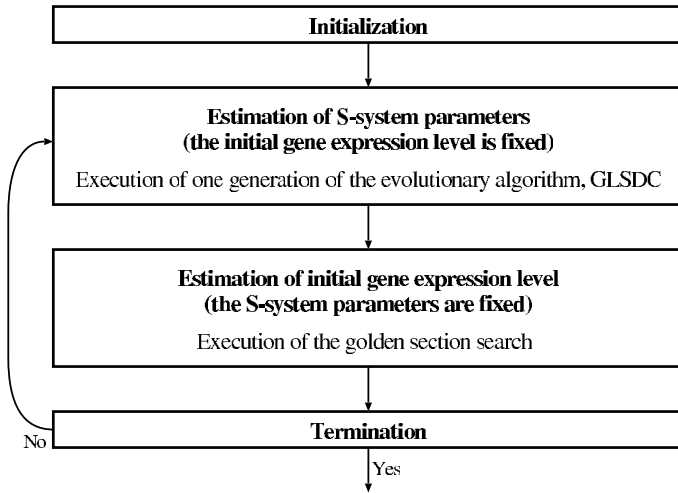 Initialization
Estimation of S-system parameters
(the initial gene expression level is fixed)
Execution of one generation of the evolutionary algorithm, GLSDC
Estimation of initial gene expression level
(the S-system parameters are fixed)
Execution of the golden section search
Termination
No
Yes